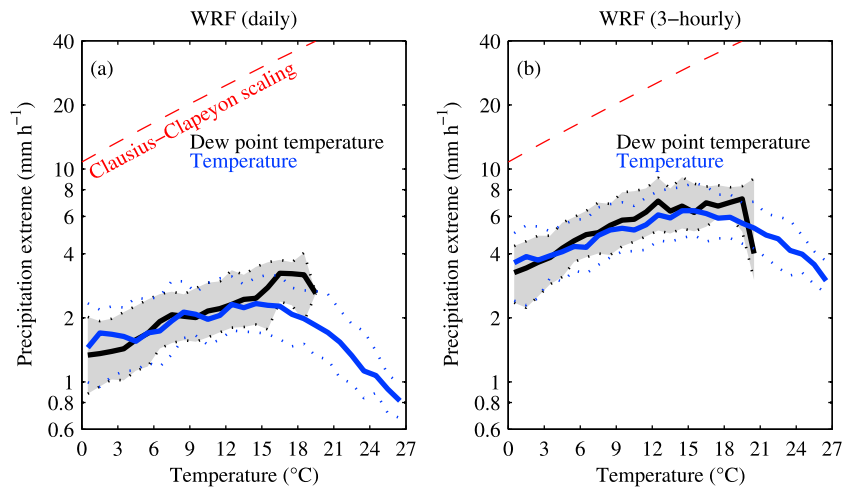 WRF (daily)
(a)
Clausius−Clapeyon scaling
Dew point temperature
Temperature
Precipitation extreme (mm h−1)
40
20
10
8
6
4
2
1
0.8
0.6
0 3 6 9 12 15 18 21 24 27
Temperature (°C)
WRF (3−hourly)
(b)
Dew point temperature
Temperature
Precipitation extreme (mm h−1)
40
20
10
8
6
4
2
1
0.8
0.6
0 3 6 9 12 15 18 21 24 27
Temperature (°C)